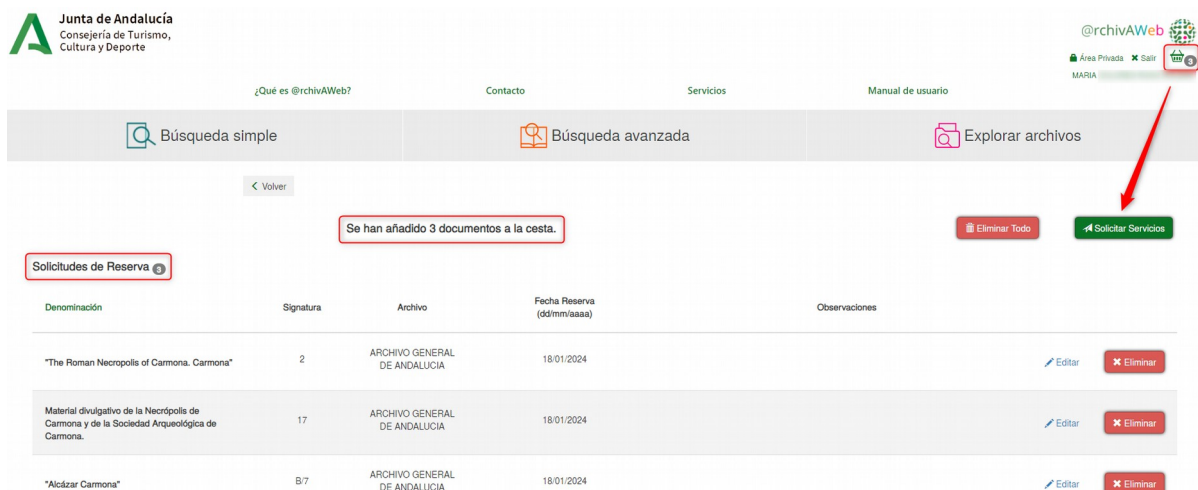 Junta de Andalucía
Consejería de Turismo,
Cultura y Deporte
@rchivAWeb
Área Privada Salir 3
MARIA
¿Qué es @rchivAWeb? Contacto Servicios Manual de usuario
Búsqueda simple Búsqueda avanzada Explorar archivos
Volver
Se han añadido 3 documentos a la cesta. Eliminar Todo Solicitar Servicios
Solicitudes de Reserva 3
Denominación Signatura Archivo Fecha Reserva Observaciones
(dd/mm/aaaa)
"The Roman Necropolis of Carmona. Carmona" 2 ARCHIVO GENERAL 18/01/2024 Editar Eliminar
DE ANDALUCIA
Material divulgativo de la Necrópolis de
Carmona y de la Sociedad Arqueológica de 17 ARCHIVO GENERAL 18/01/2024 Editar Eliminar
Carmona. DE ANDALUCIA
"Alcázar Carmona" B/7 ARCHIVO GENERAL 18/01/2024 Editar Eliminar
DE ANDALUCIA